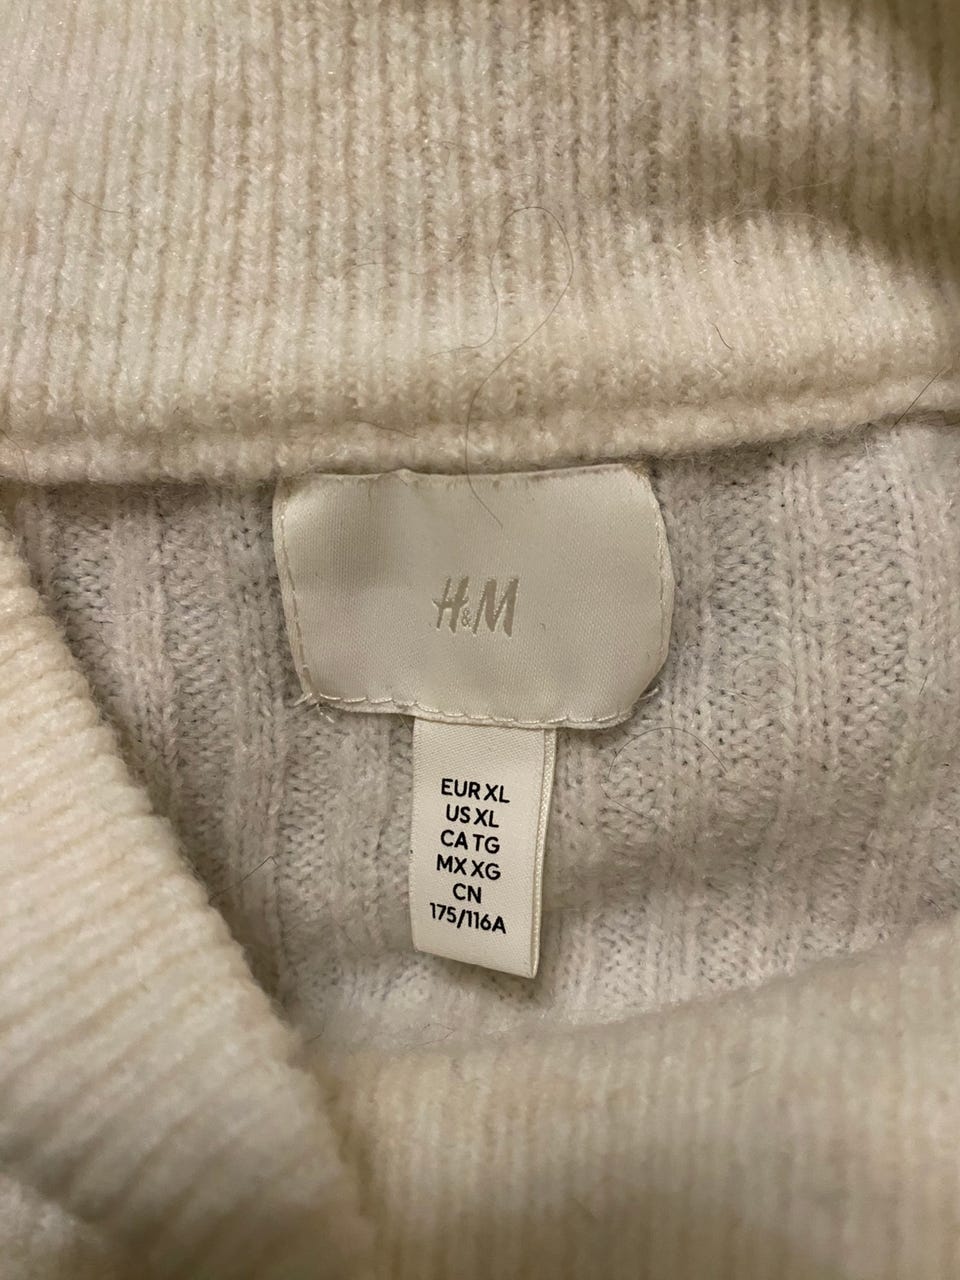 H&M
EUR XL
US XL
CA TG
MX XG
CN
175/116A